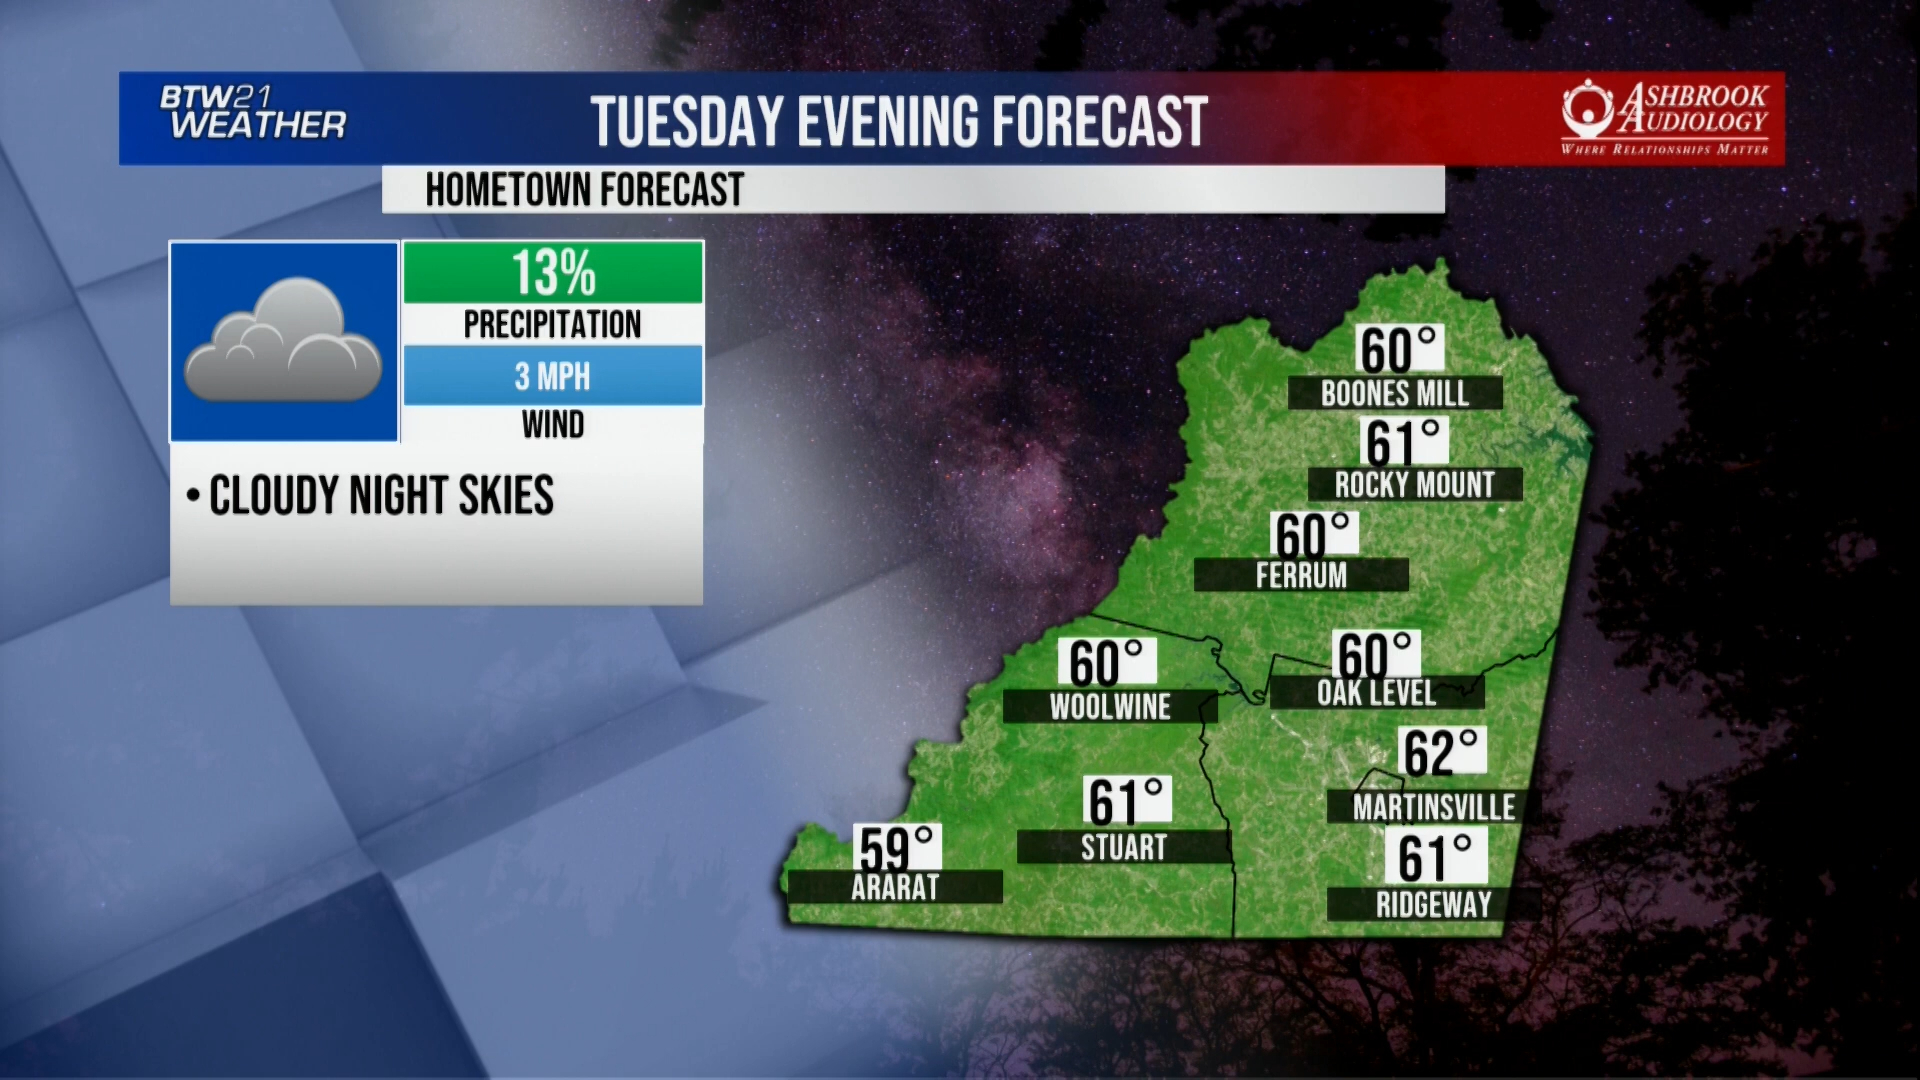 BTW21
WEATHER
TUESDAY EVENING FORECAST
ASHBROOK
AUDIOLOGY
WHERE RELATIONSHIPS MATTER
HOMETOWN FORECAST
13%
PRECIPITATION
3 MPH
WIND
• CLOUDY NIGHT SKIES
60°
BOONES MILL
61°
ROCKY MOUNT
60°
FERRUM
60°
WOOLWINE
60°
OAK LEVEL
62°
MARTINSVILLE
61°
STUART
59°
ARARAT
61°
RIDGEWAY